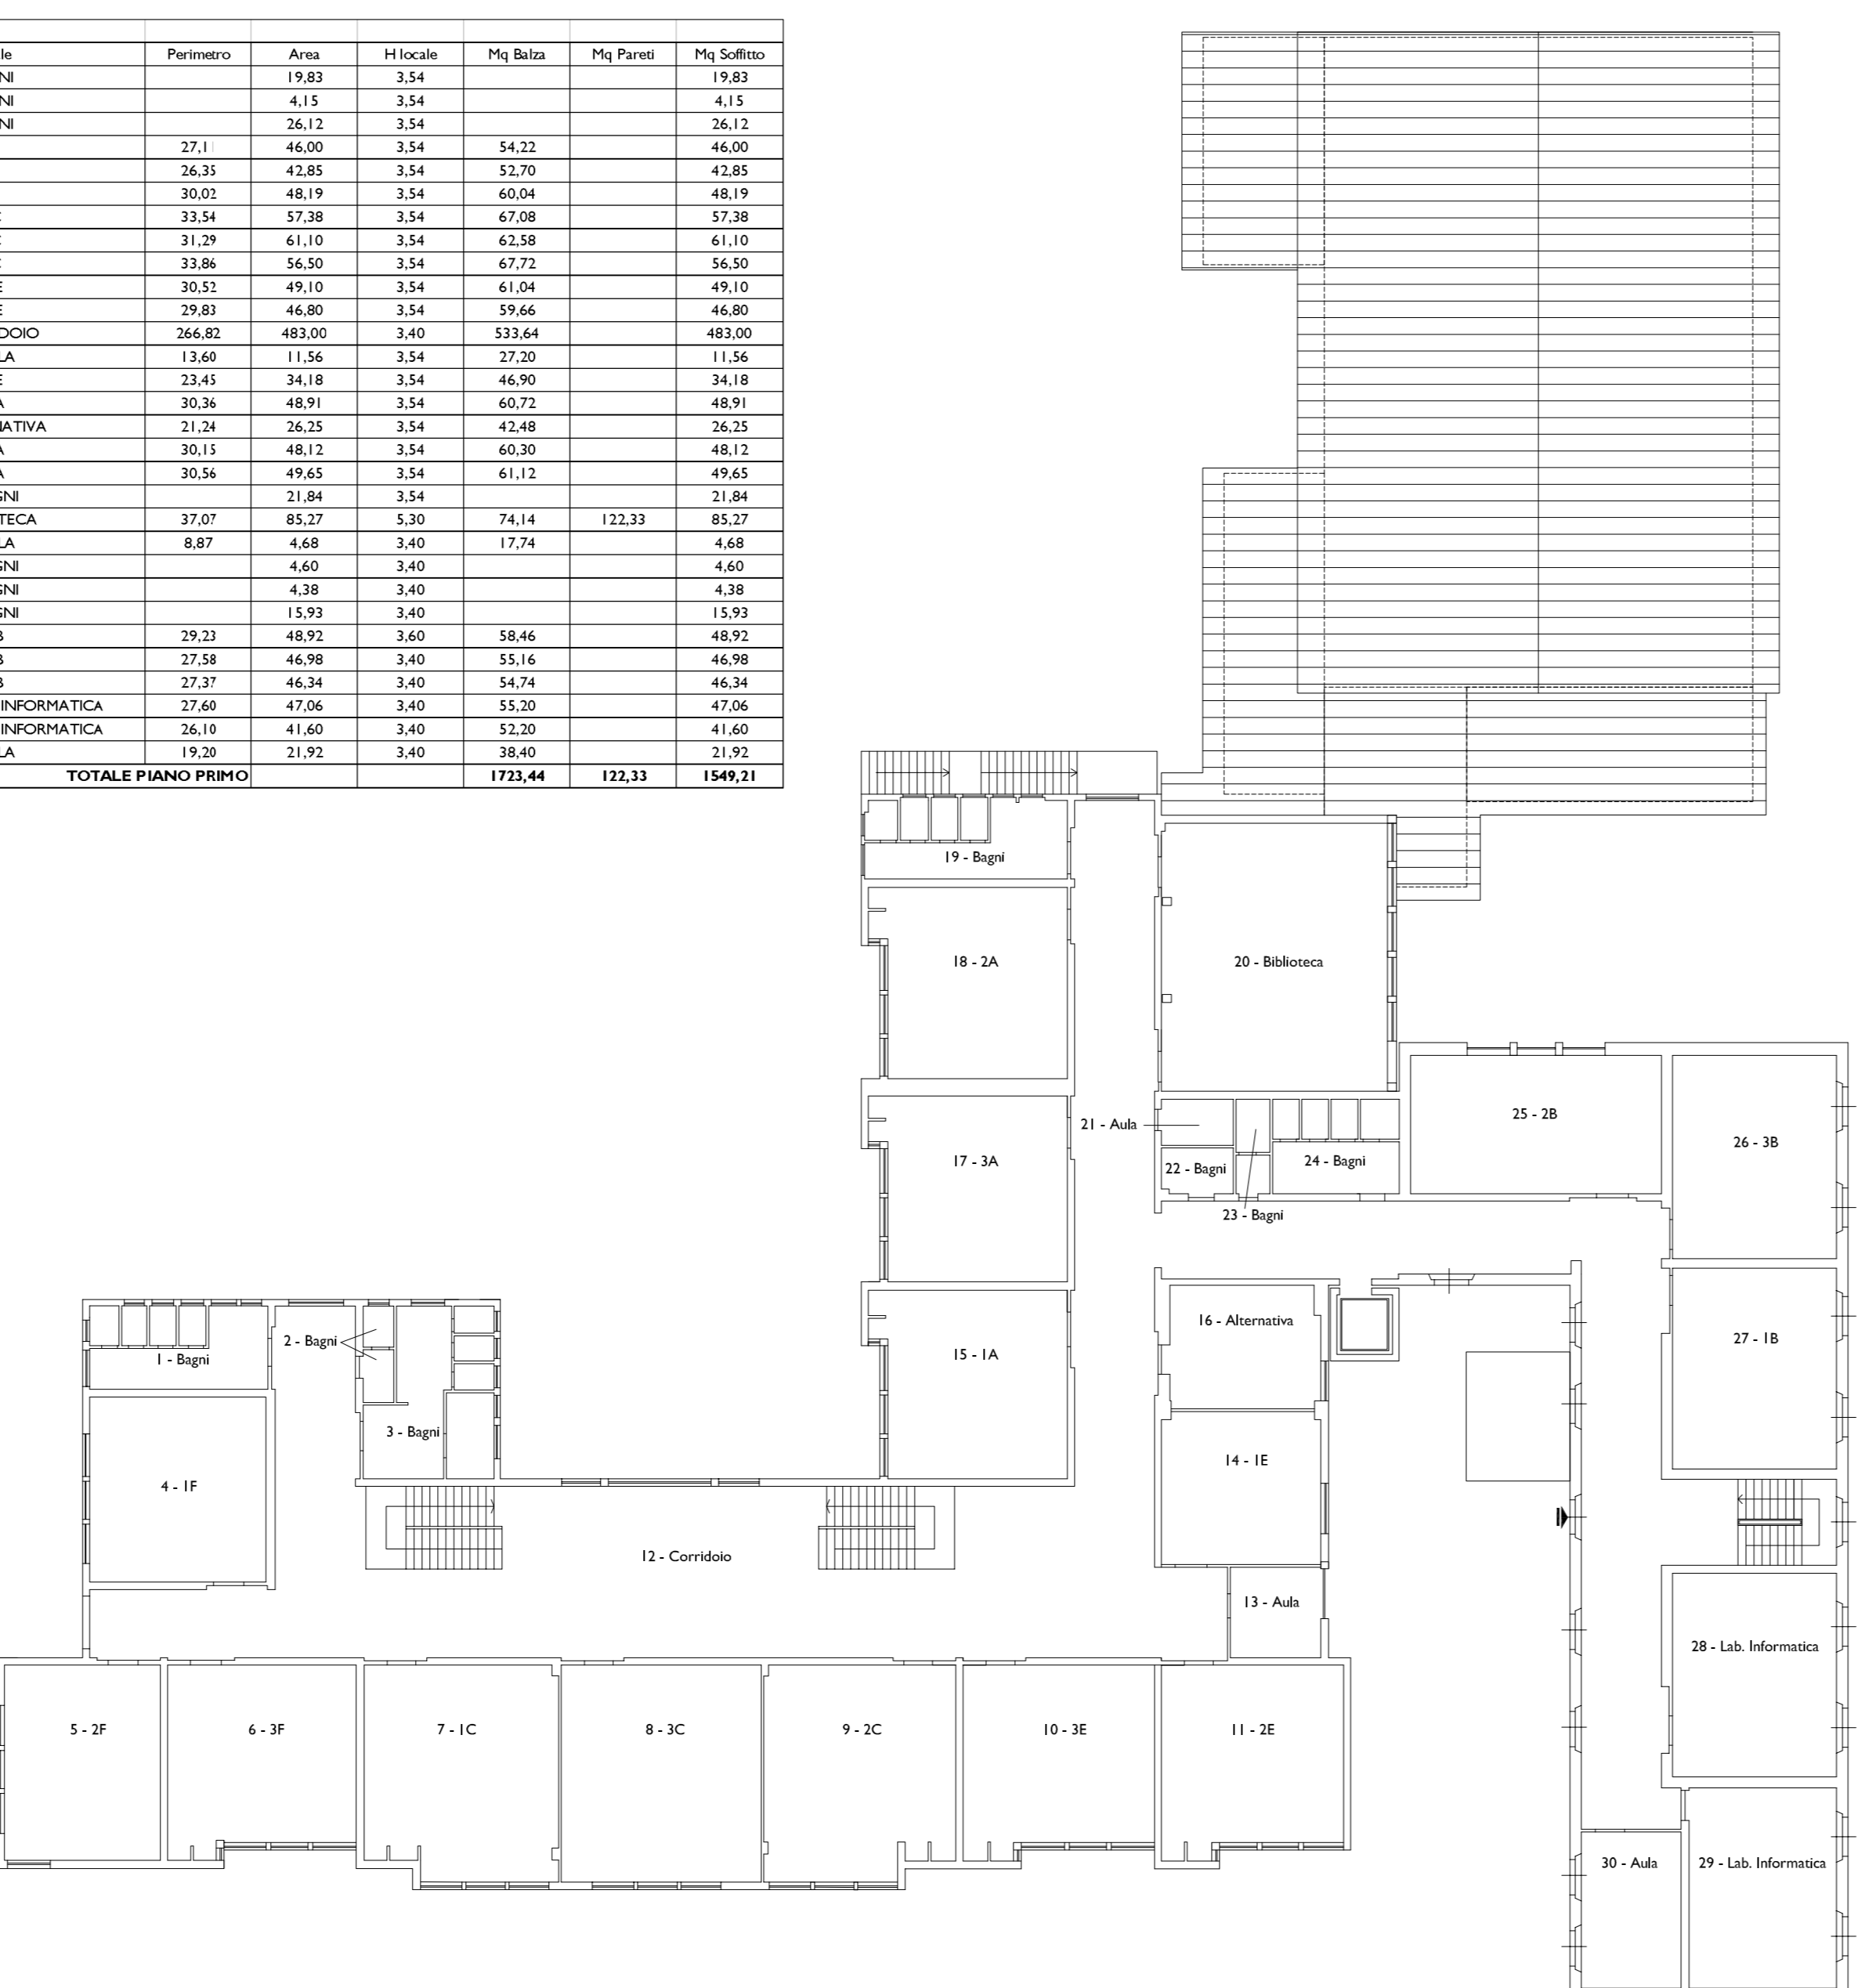 le Perimetro Area H locale Mq Balza Mq Pareti Mq Soffitto
NI 19,83 3,54 19,83
NI 4,15 3,54 4,15
NI 26,12 3,54 26,12
27,11 46,00 3,54 54,22 46,00
26,35 42,85 3,54 52,70 42,85
30,02 48,19 3,54 60,04 48,19
C 33,54 57,38 3,54 67,08 57,38
C 31,29 61,10 3,54 62,58 61,10
C 33,86 56,50 3,54 67,72 56,50
E 30,52 49,10 3,54 61,04 49,10
E 29,83 46,80 3,54 59,66 46,80
DOIO 266,82 483,00 3,40 533,64 483,00
LA 13,60 11,56 3,54 27,20 11,56
E 23,45 34,18 3,54 46,90 34,18
A 30,36 48,91 3,54 60,72 48,91
NATIVA 21,24 26,25 3,54 42,48 26,25
A 30,15 48,12 3,54 60,30 48,12
A 30,56 49,65 3,54 61,12 49,65
GNI 21,84 3,54 21,84
TECA 37,07 85,27 5,30 74,14 122,33 85,27
LA 8,87 4,68 3,40 17,74 4,68
GNI 4,60 3,40 4,60
GNI 4,38 3,40 4,38
GNI 15,93 3,40 15,93
B 29,23 48,92 3,60 58,46 48,92
B 27,58 46,98 3,40 55,16 46,98
B 27,37 46,34 3,40 54,74 46,34
INFORMATICA 27,60 47,06 3,40 55,20 47,06
INFORMATICA 26,10 41,60 3,40 52,20 41,60
LA 19,20 21,92 3,40 38,40 21,92
TOTALE PIANO PRIMO 1723,44 122,33 1549,21
19 - Bagni
18 - 2A
20 - Biblioteca
21 - Aula
25 - 2B
26 - 3B
17 - 3A
22 - Bagni
24 - Bagni
23 - Bagni
16 - Alternativa
2 - Bagni
27 - 1B
1 - Bagni
15 - 1A
3 - Bagni
14 - 1E
4 - 1F
12 - Corridoio
13 - Aula
28 - Lab. Informatica
5 - 2F
6 - 3F
7 - 1C
8 - 3C
9 - 2C
10 - 3E
11 - 2E
30 - Aula
29 - Lab. Informatica